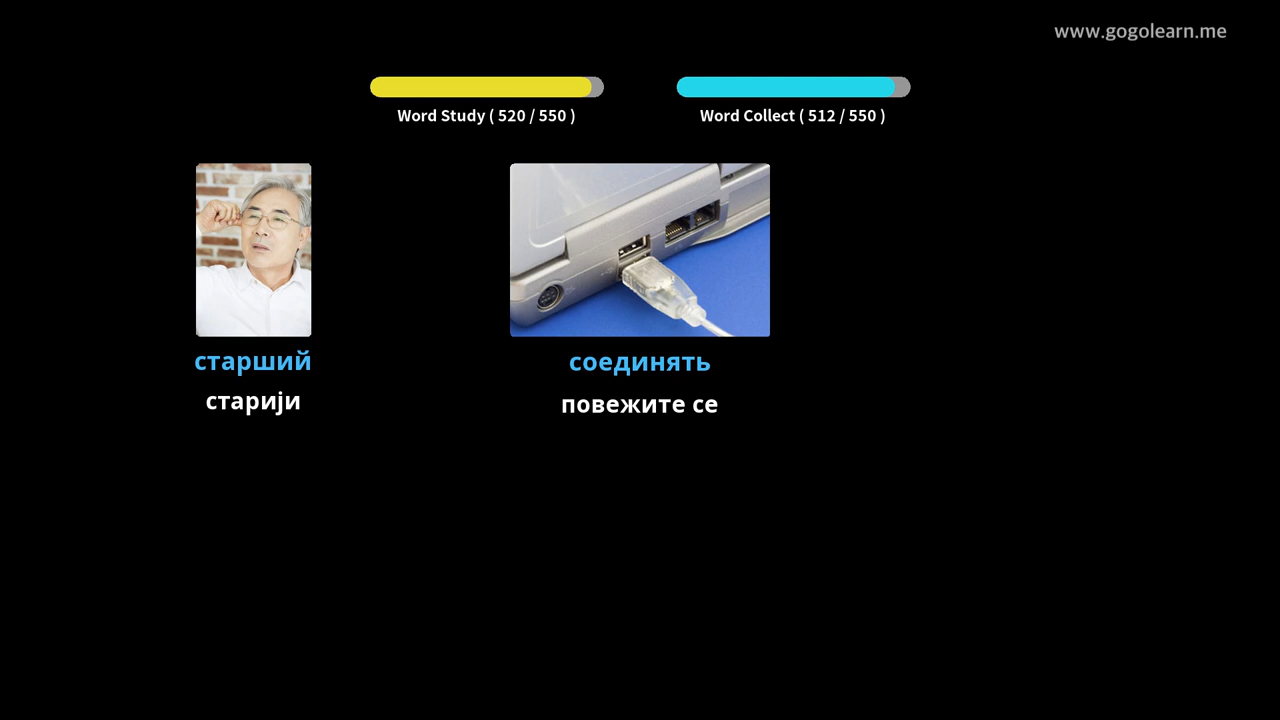 www.gogolearn.me
Word Study ( 520 / 550 )
Word Collect ( 512 / 550 )
старший
старији
соединять
повежите се